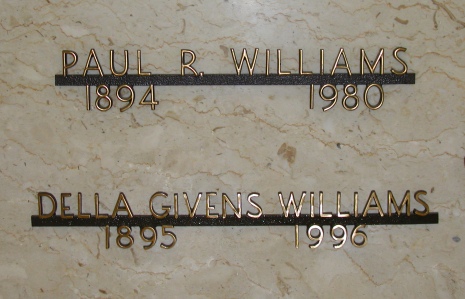 PAUL R. WILLIAMS
1894 1980
DELLA GIVENS WILLIAMS
1895 1996